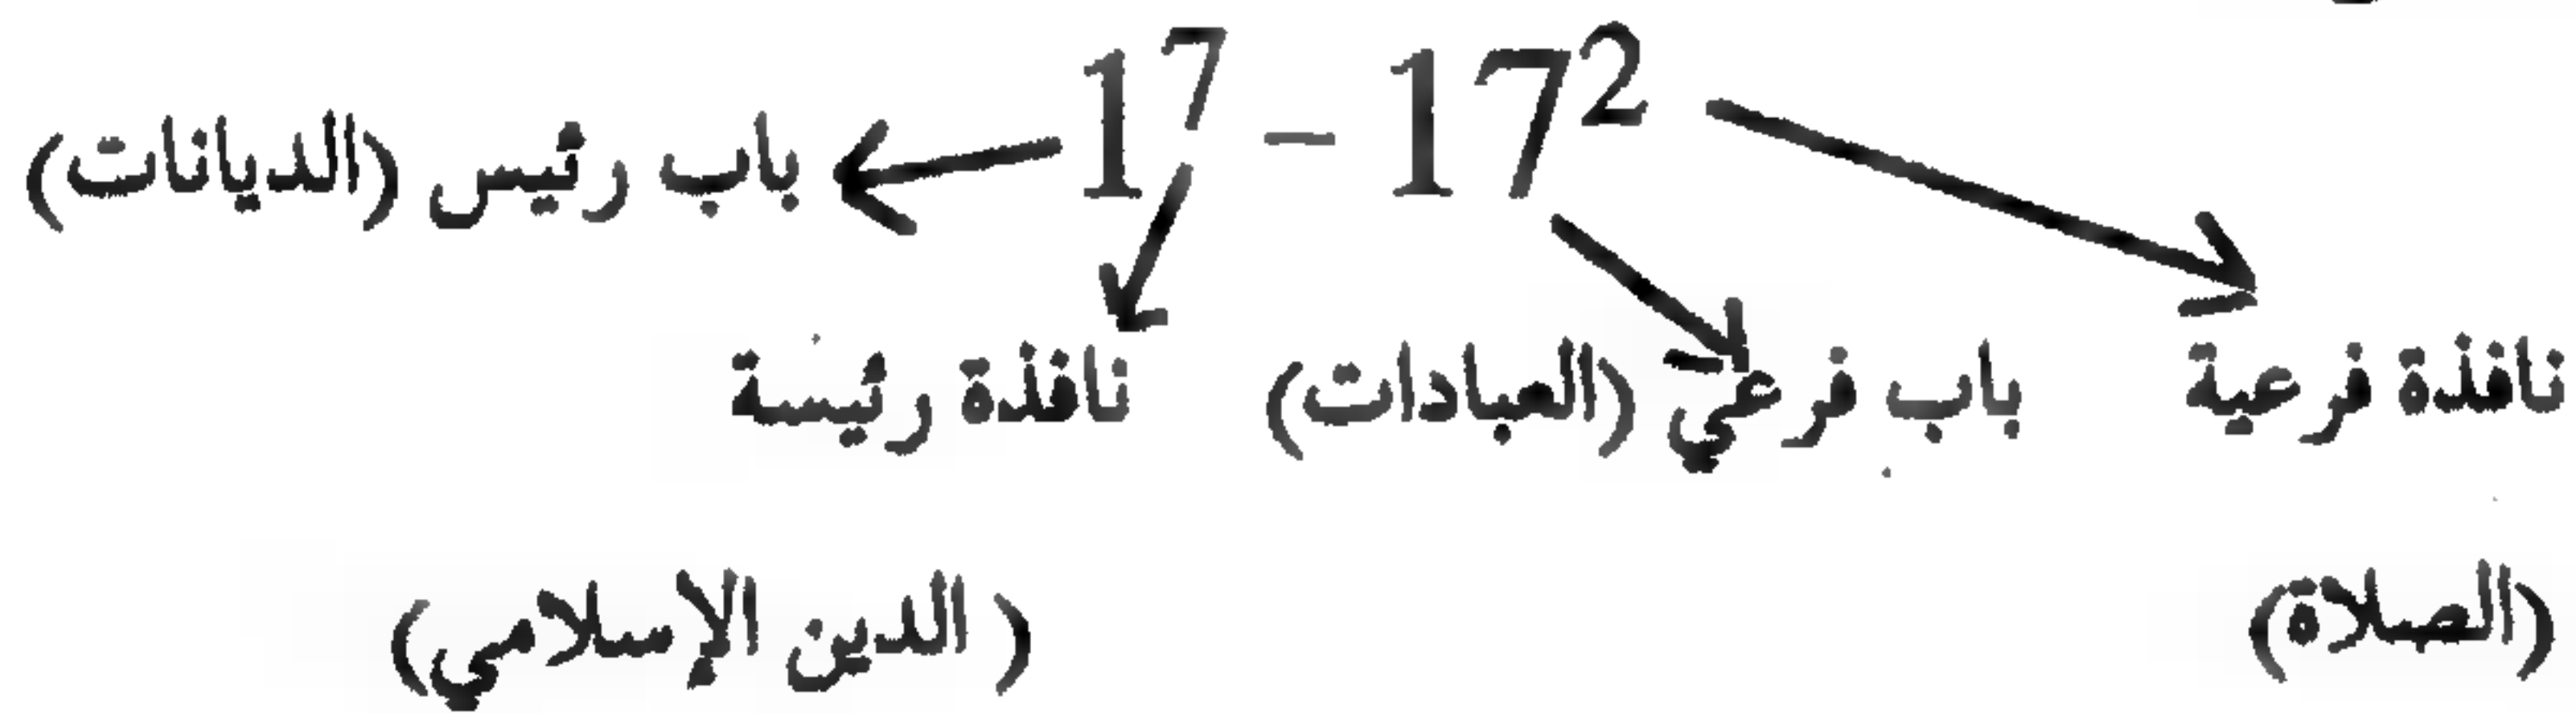 1⁷ – 17²
باب رئيس (الديانات)
نافذة فرعية باب فرعي (العبادات) نافذة رئيسة
(الصلاة) ( الدين الإسلامي)